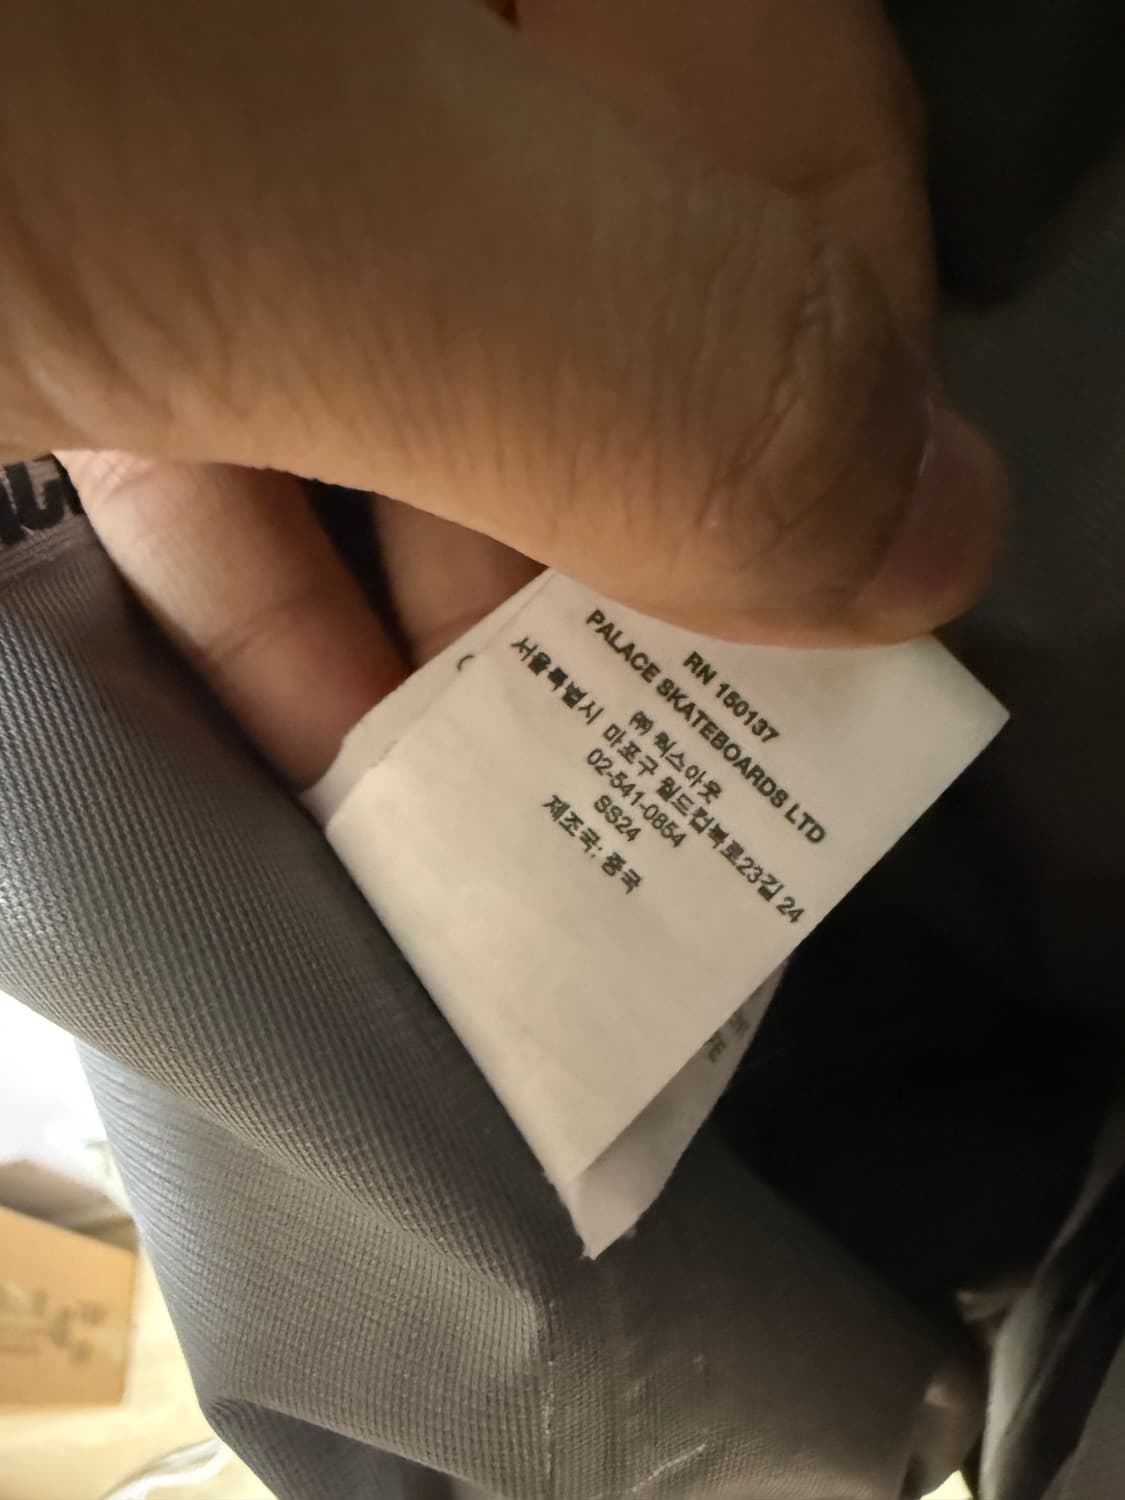 RN 150137
PALACE SKATEBOARDS LTD
㈜ 웍스아웃
서울특별시 마포구 월드컵북로23길 24
02-541-0854
SS24
제조국: 중국